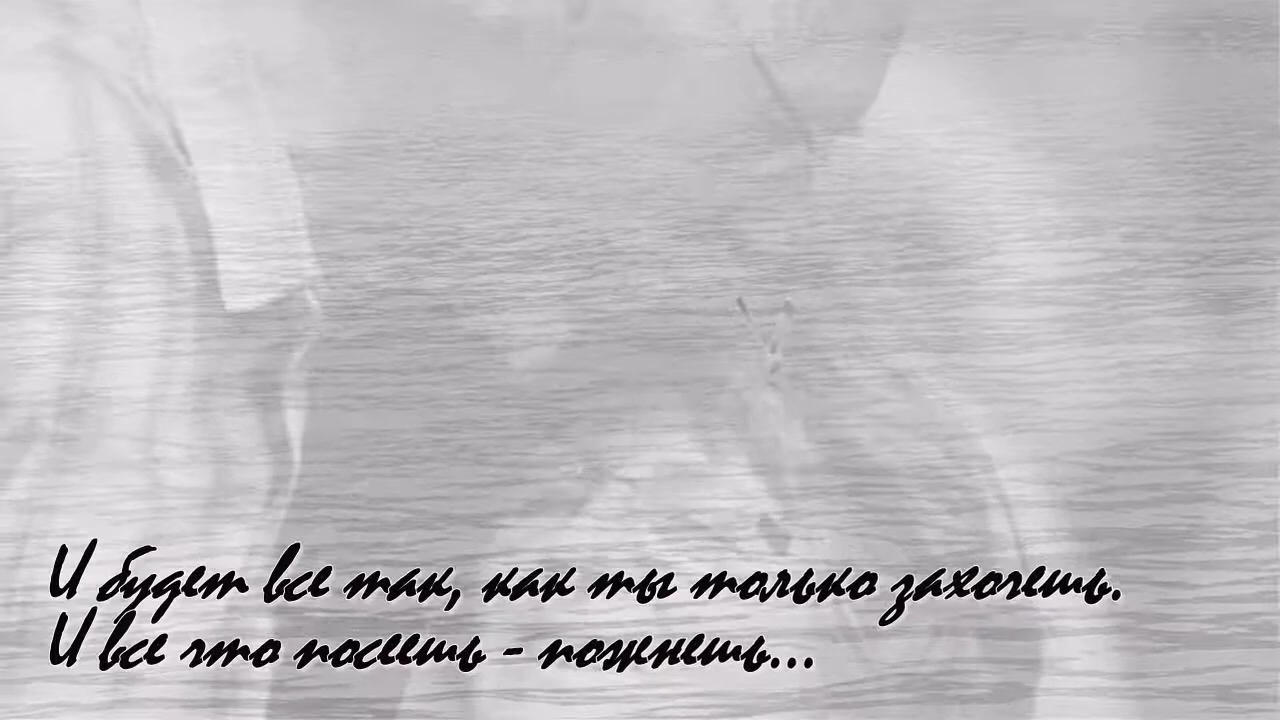 И будет все так, как ты только захочешь.
И все что посеешь - пожнешь...